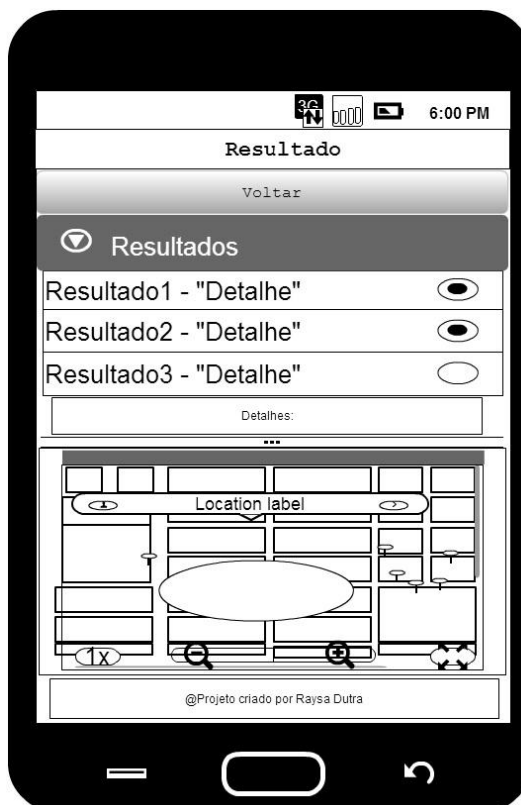 3G
6:00 PM
Resultado
Voltar
Resultados
Resultado1 - "Detalhe"
Resultado2 - "Detalhe"
Resultado3 - "Detalhe"
Detalhes:
Location label
1x
@Projeto criado por Raysa Dutra